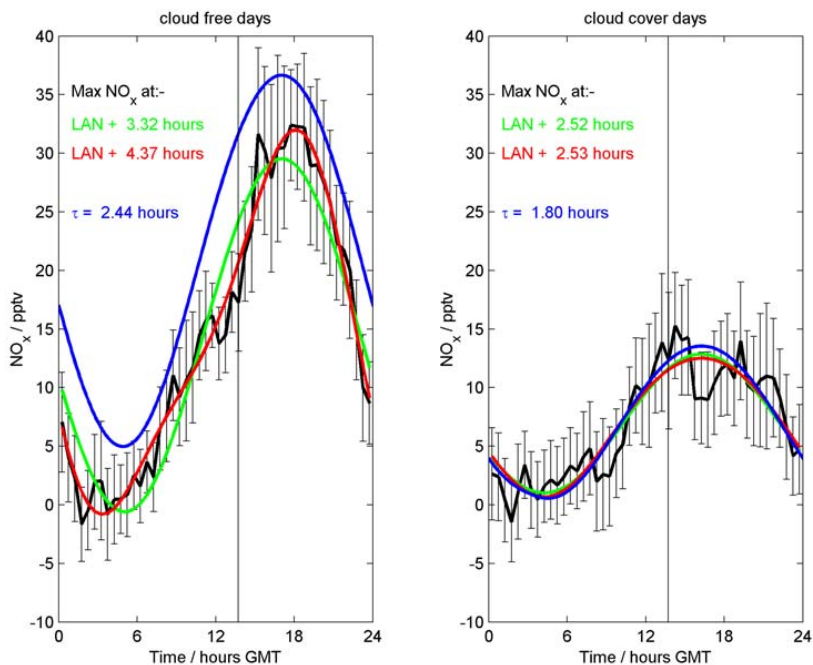 cloud free days
40
35
30
25
20
15
10
5
0
-5
-10
NOx / pptv
Max NOx at:-
LAN + 3.32 hours
LAN + 4.37 hours
τ = 2.44 hours
0 6 12 18 24
Time / hours GMT
cloud cover days
40
35
30
25
20
15
10
5
0
-5
-10
NOx / pptv
Max NOx at:-
LAN + 2.52 hours
LAN + 2.53 hours
τ = 1.80 hours
0 6 12 18 24
Time / hours GMT